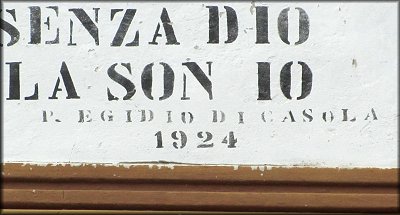 SENZA DIO
LA SON IO
P. EGIDIO DI CASOLA
1924